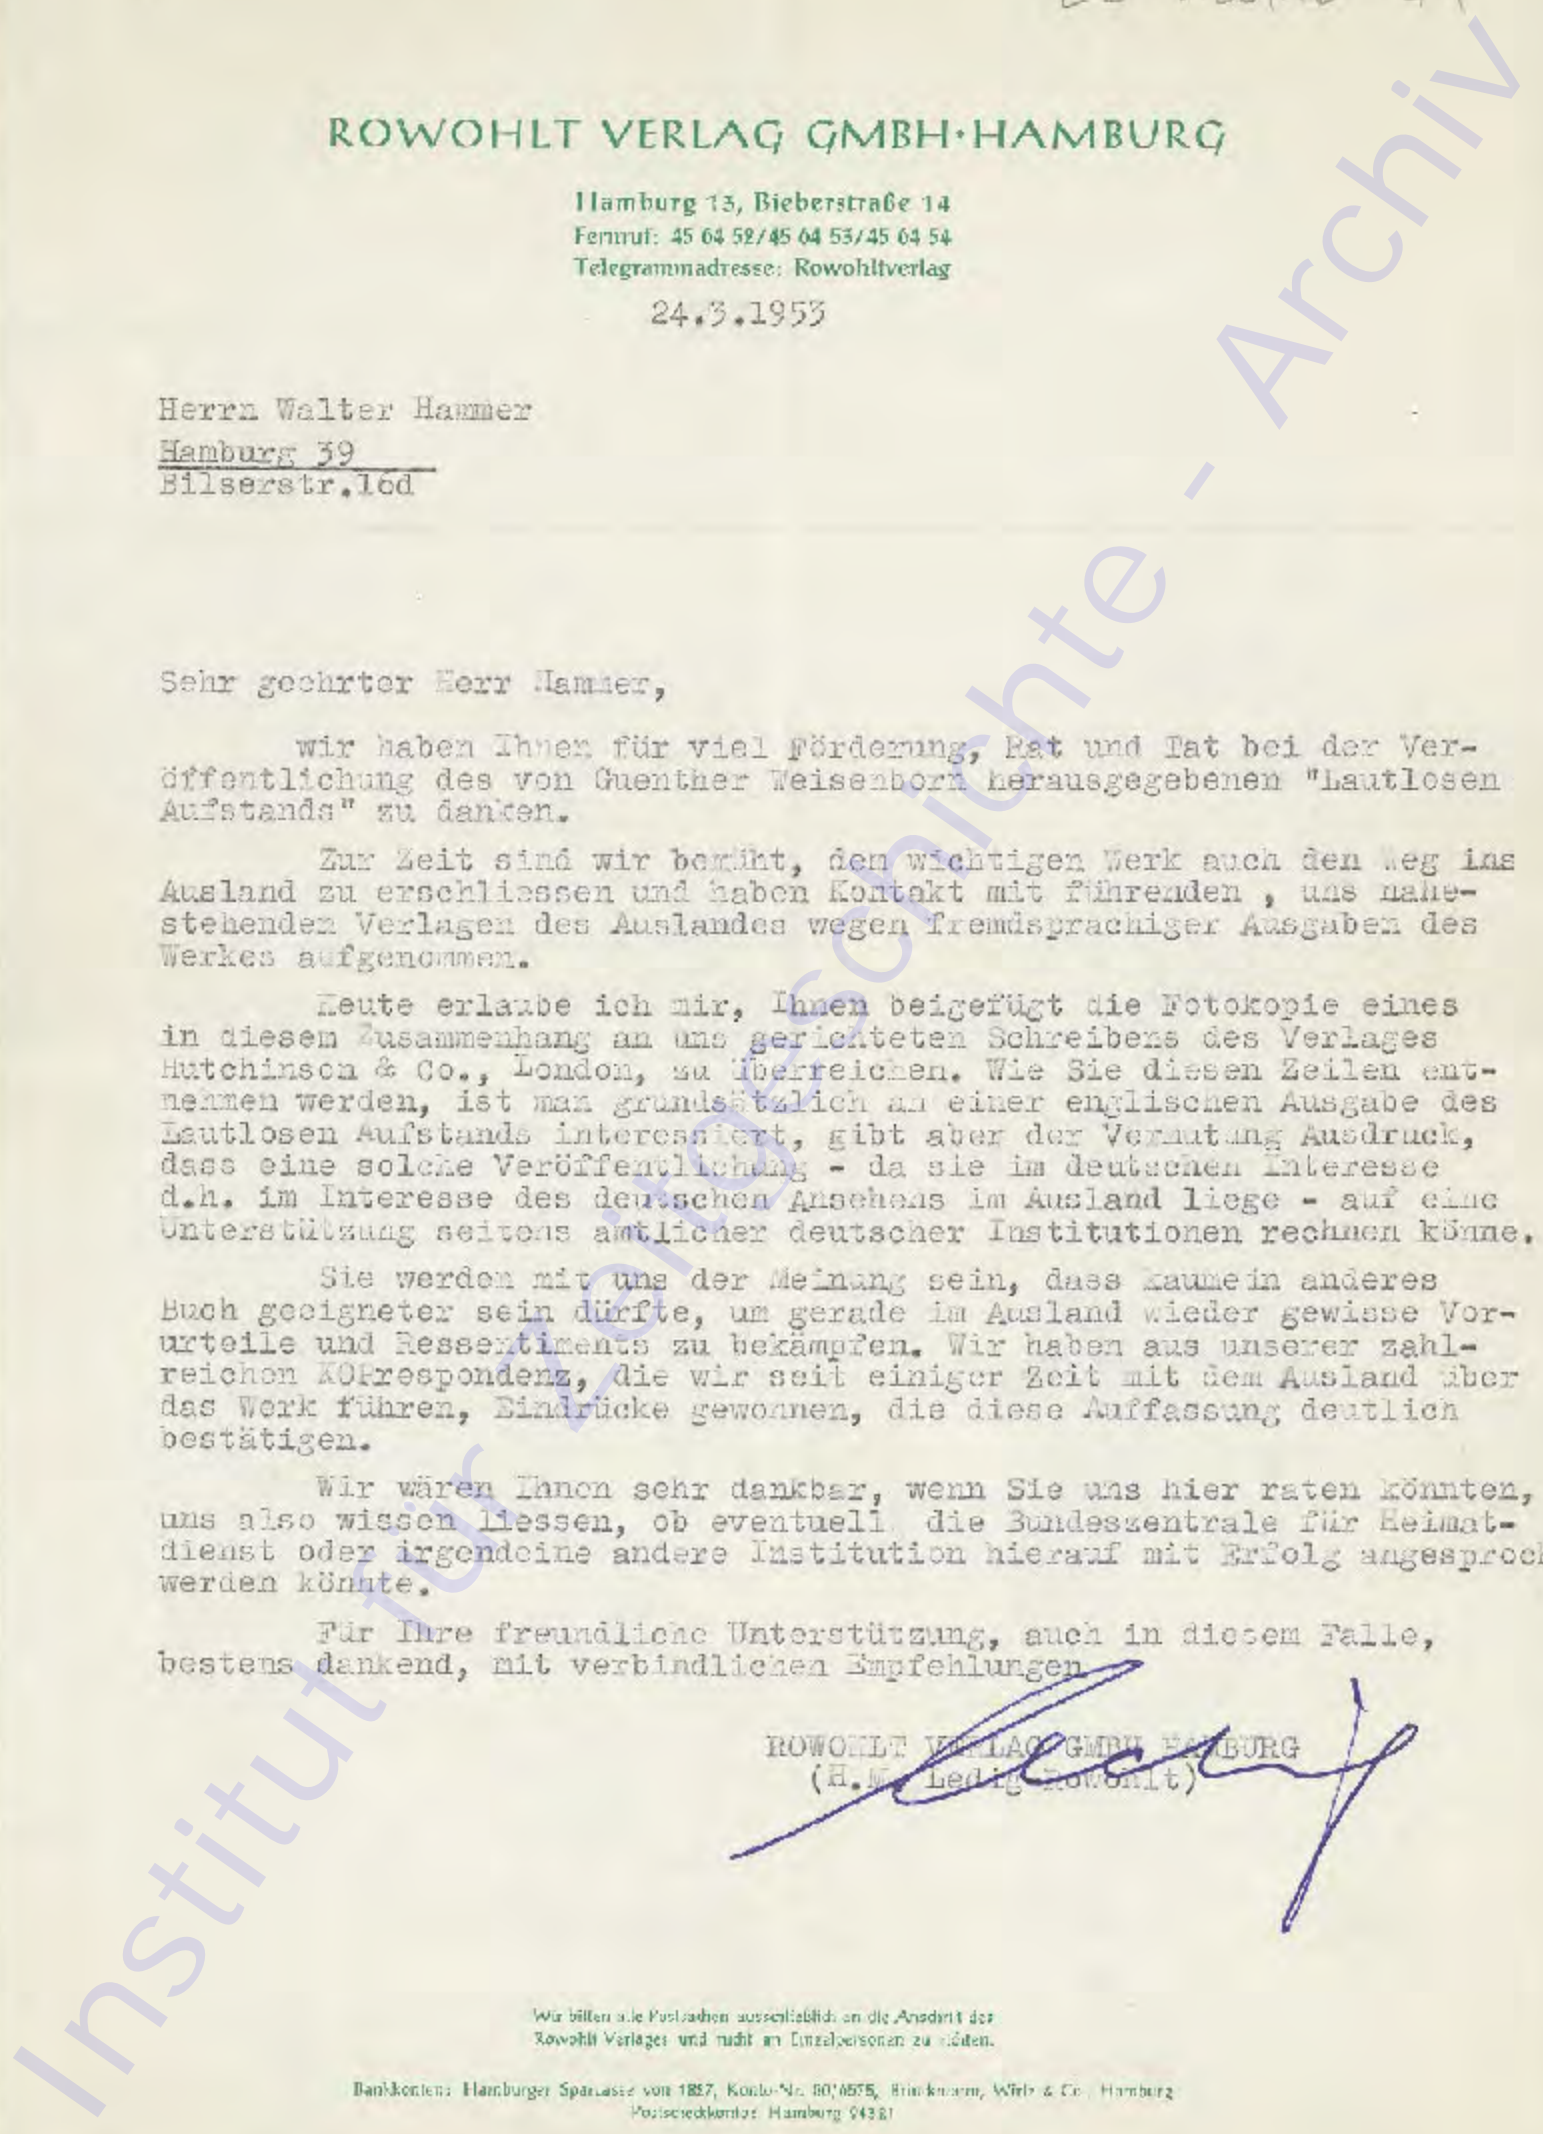 ROWOHLT VERLAG GMBH·HAMBURG
Hamburg 13, Bieberstraße 14
Fernruf: 45 64 52/45 64 53/45 64 54
Telegrammadresse: Rowohltverlag
24.3.1953
Herrn Walter Hammer
Hamburg 39
Bilserstr.16d
Sehr geehrter Herr Hammer,
wir haben Ihnen für viel Förderung, Rat und Tat bei der Ver-
öffentlichung des von Guenther Weisenborn herausgegebenen "Lautlosen
Aufstands" zu danken.
Zur Zeit sind wir bemüht, dem wichtigen Werk auch den Weg ins
Ausland zu erschliessen und haben Kontakt mit führenden , uns nahe-
stehenden Verlagen des Auslandes wegen fremdsprachiger Ausgaben des
Werkes aufgenommen.
Heute erlaube ich mir, Ihnen beigefügt die Fotokopie eines
in diesem Zusammenhang an uns gerichteten Schreibens des Verlages
Hutchinson & Co., London, zu überreichen. Wie Sie diesen Zeilen ent-
nehmen werden, ist man grundsätzlich an einer englischen Ausgabe des
Lautlosen Aufstands interessiert, gibt aber der Vermutung Ausdruck,
dass eine solche Veröffentlichung - da sie im deutschen Interesse
d.h. im Interesse des deutschen Ansehens im Ausland liege - auf eine
Unterstützung seitens amtlicher deutscher Institutionen rechnen könne.
Sie werden mit uns der Meinung sein, dass kaumein anderes
Buch geeigneter sein dürfte, um gerade im Ausland wieder gewisse Vor-
urteile und Ressentiments zu bekämpfen. Wir haben aus unserer zahl-
reichen KORrespondenz, die wir seit einiger Zeit mit dem Ausland über
das Werk führen, Eindrücke gewonnen, die diese Auffassung deutlich
bestätigen.
Wir wären Ihnen sehr dankbar, wenn Sie uns hier raten könnten,
uns also wissen liessen, ob eventuell die Bundeszentrale für Heimat-
dienst oder irgendeine andere Institution hierauf mit Erfolg angesproch
werden könnte.
Für Ihre freundliche Unterstützung, auch in diesem Falle,
bestens dankend, mit verbindlichen Empfehlungen
ROWOHLT VERLAG GMBH HAMBURG
(H.M. Ledig-Rowohlt)
Wir bitten alle Postsachen ausschließlich an die Anschrift des
Rowohlt Verlages und nicht an Einzelpersonen zu richten.
Bankkonten: Hamburger Sparcasse von 1827, Konto-Nr. 80/6575, Brinckmann, Wirtz & Co., Hamburg
Postscheckkonto: Hamburg
Institut für Zeitgeschichte - Archiv